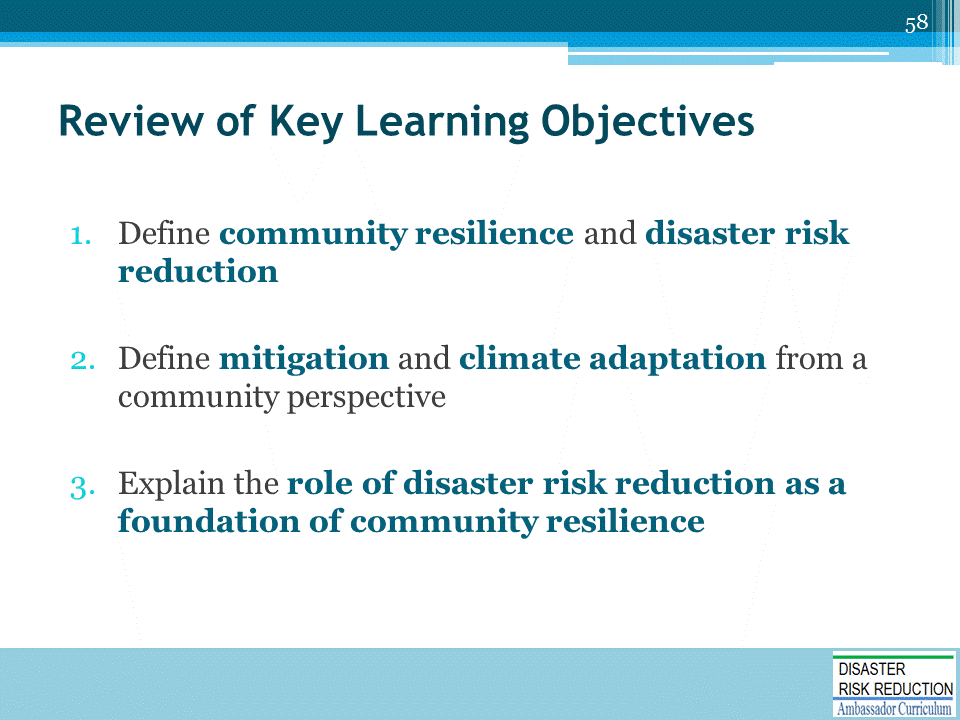 58
Review of Key Learning Objectives
1. Define community resilience and disaster risk
reduction
2. Define mitigation and climate adaptation from a
community perspective
3. Explain the role of disaster risk reduction as a
foundation of community resilience
DISASTER
RISK REDUCTION
Ambassador Curriculum